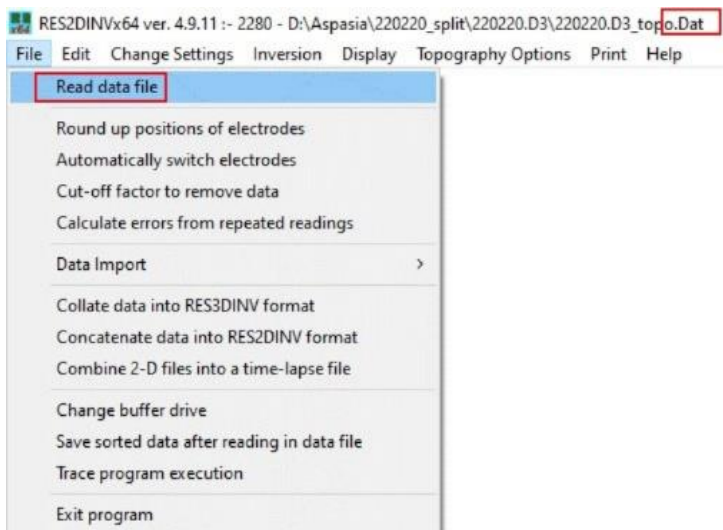 RES2DINVx64 ver. 4.9.11 :- 2280 - D:\Aspasia\220220_split\220220.D3\220220.D3_topo.Dat
File Edit Change Settings Inversion Display Topography Options Print Help
Read data file
Round up positions of electrodes
Automatically switch electrodes
Cut-off factor to remove data
Calculate errors from repeated readings
Data Import >
Collate data into RES3DINV format
Concatenate data into RES2DINV format
Combine 2-D files into a time-lapse file
Change buffer drive
Save sorted data after reading in data file
Trace program execution
Exit program